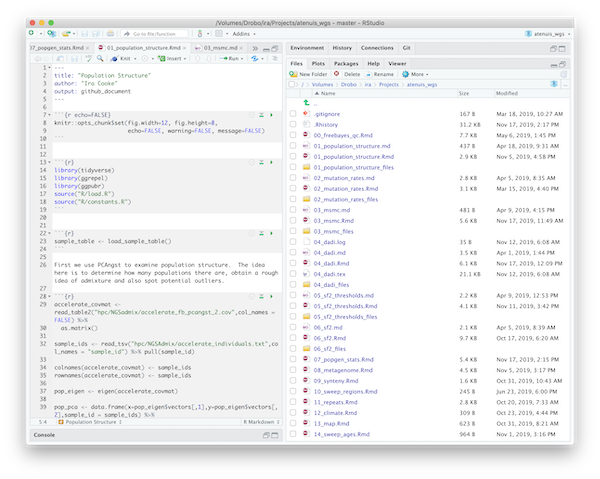 /Volumes/Drobo/ira/Projects/atenuis_wgs - master - RStudio
Go to file/function
Addins
atenuis_wgs
07_popgen_stats.Rmd
01_population_structure.Rmd
03_msmc.md
Knit
Insert
Run
1 ---
2 title: "Population Structure"
3 author: "Ira Cooke"
4 output: github_document
5 ---
6
7 ```{r echo=FALSE}
8 knitr::opts_chunk$set(fig.width=12, fig.height=8,
9 echo=FALSE, warning=FALSE, message=FALSE)
10 ```
11
12
13 ```{r}
14 library(tidyverse)
15 library(ggrepel)
16 library(ggpubr)
17 source("R/load.R")
18 source("R/constants.R")
19 ```
20
21
22 ```{r}
23 sample_table <- load_sample_table()
24 ```
25
26 First we use PCAngst to examine population structure. The idea
here is to determine how many populations there are, obtain a rough
idea of admixture and also spot potential outliers.
27
28 ```{r}
29 accelerate_covmat <-
30 read_table2("hpc/NGSadmix/accelerate_fb_pcangst_2.cov",col_names =
FALSE) %>%
31 as.matrix()
32 sample_ids <- read_tsv("hpc/NGSadmix/accelerate_individuals.txt",co
l_names = "sample_id") %>% pull(sample_id)
33
34 colnames(accelerate_covmat) <- sample_ids
35 rownames(accelerate_covmat) <- sample_ids
36
37 pop_eigen <- eigen(accelerate_covmat)
38
39 pop_pca <- data.frame(x=pop_eigen$vectors[,1],y=pop_eigen$vectors[,
2],sample_id = sample_ids) %>%
5:4
Population Structure
R Markdown
Console
Environment History Connections Git
Files Plots Packages Help Viewer
New Folder Delete Rename More
/ Volumes Drobo ira Projects atenuis_wgs
Name Size Modified
..
.gitignore 167 B Mar 18, 2019, 10:27 AM
.Rhistory 31.2 KB Nov 17, 2019, 2:17 PM
00_freebayes_qc.Rmd 7.7 KB May 6, 2019, 1:45 PM
01_population_structure.md 437 B Apr 18, 2019, 9:31 AM
01_population_structure.Rmd 2.9 KB Nov 5, 2019, 4:58 PM
01_population_structure_files
02_mutation_rates.md 2.8 KB Apr 5, 2019, 8:35 AM
02_mutation_rates.Rmd 3.1 KB Mar 15, 2019, 4:40 PM
03_msmc.md 481 B Apr 9, 2019, 4:15 PM
03_msmc.Rmd 5.6 KB Nov 17, 2019, 11:49 AM
03_msmc_files
04_dadi.log 35 B Nov 12, 2019, 6:08 AM
04_dadi.md 3.5 KB Apr 1, 2019, 1:44 PM
04_dadi.Rmd 6.1 KB Nov 17, 2019, 12:09 PM
04_dadi.tex 21.1 KB Nov 12, 2019, 6:08 AM
04_dadi_files
05_sf2_thresholds.md 2.2 KB Apr 9, 2019, 12:53 PM
05_sf2_thresholds.Rmd 4.1 KB Nov 11, 2019, 3:42 PM
05_sf2_thresholds_files
06_sf2.md 2.1 KB Apr 5, 2019, 8:39 AM
06_sf2.Rmd 9.7 KB Oct 17, 2019, 6:20 AM
06_sf2_files
07_popgen_stats.Rmd 5.4 KB Nov 17, 2019, 2:15 PM
08_metagenome.Rmd 4.5 KB Nov 5, 2019, 3:17 PM
09_synteny.Rmd 1.6 KB Oct 31, 2019, 10:43 AM
10_sweep_regions.Rmd 245 B Jun 23, 2019, 6:00 PM
11_repeats.Rmd 2.8 KB Nov 7, 2019, 7:33 AM
12_climate.Rmd 309 B Oct 23, 2019, 4:44 PM
13_map.Rmd 623 B Oct 31, 2019, 8:21 AM
14_sweep_ages.Rmd 964 B Nov 1, 2019, 3:16 PM